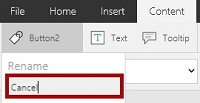 File Home Insert Content
Button2 Text Tooltip
Rename
Cancel